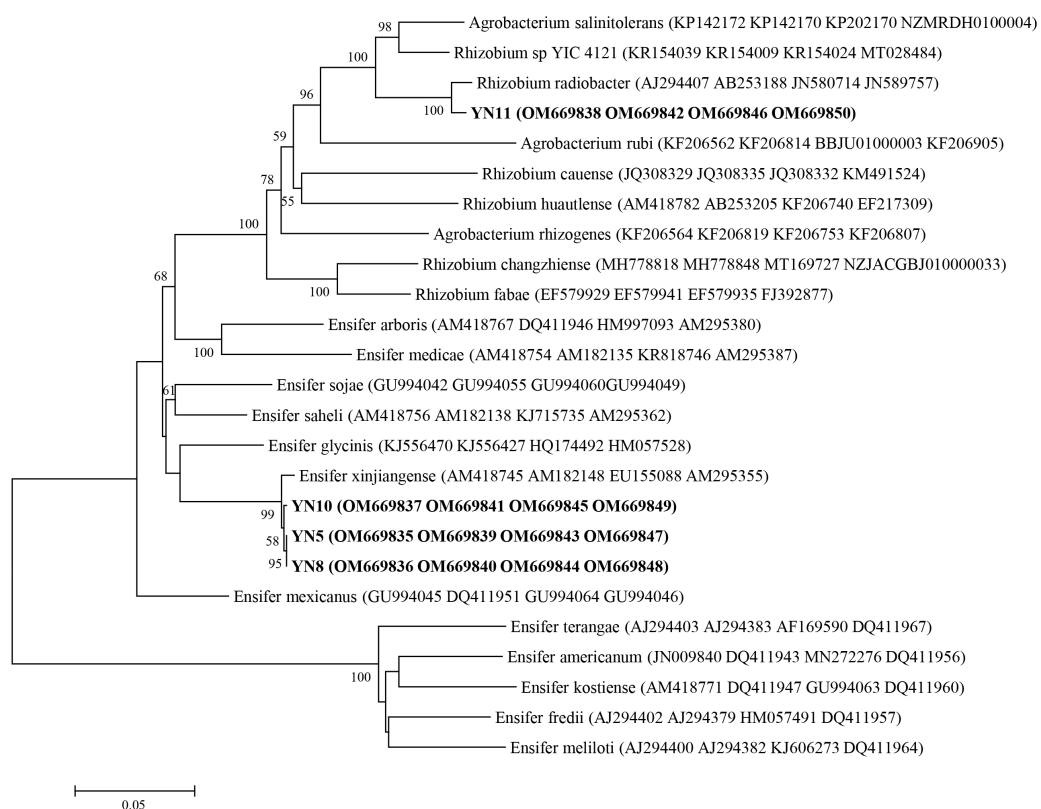 Agrobacterium salinitolerans (KP142172 KP142170 KP202170 NZMRDH0100004)
98
Rhizobium sp YIC 4121 (KR154039 KR154009 KR154024 MT028484)
100
Rhizobium radiobacter (AJ294407 AB253188 JN580714 JN589757)
96
100
YN11 (OM669838 OM669842 OM669846 OM669850)
59
Agrobacterium rubi (KF206562 KF206814 BBJU01000003 KF206905)
Rhizobium cauense (JQ308329 JQ308335 JQ308332 KM491524)
78
55
Rhizobium huautlense (AM418782 AB253205 KF206740 EF217309)
100
Agrobacterium rhizogenes (KF206564 KF206819 KF206753 KF206807)
Rhizobium changzhiense (MH778818 MH778848 MT169727 NZJACGBJ010000033)
68
100
Rhizobium fabae (EF579929 EF579941 EF579935 FJ392877)
Ensifer arboris (AM418767 DQ411946 HM997093 AM295380)
100
Ensifer medicae (AM418754 AM182135 KR818746 AM295387)
61
Ensifer sojae (GU994042 GU994055 GU994060GU994049)
Ensifer saheli (AM418756 AM182138 KJ715735 AM295362)
Ensifer glycinis (KJ556470 KJ556427 HQ174492 HM057528)
Ensifer xinjiangense (AM418745 AM182148 EU155088 AM295355)
99
YN10 (OM669837 OM669841 OM669845 OM669849)
58
YN5 (OM669835 OM669839 OM669843 OM669847)
95
YN8 (OM669836 OM669840 OM669844 OM669848)
Ensifer mexicanus (GU994045 DQ411951 GU994064 GU994046)
Ensifer terangae (AJ294403 AJ294383 AF169590 DQ411967)
100
Ensifer americanum (JN009840 DQ411943 MN272276 DQ411956)
Ensifer kostiense (AM418771 DQ411947 GU994063 DQ411960)
Ensifer fredii (AJ294402 AJ294379 HM057491 DQ411957)
Ensifer meliloti (AJ294400 AJ294382 KJ606273 DQ411964)
0.05